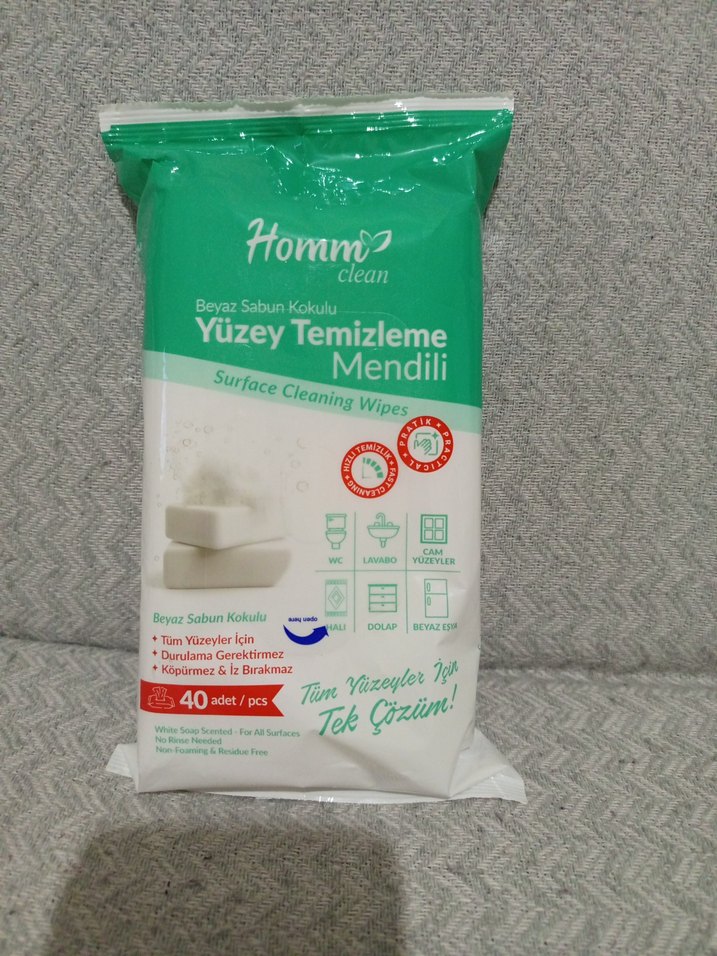 Homm
clean
Beyaz Sabun Kokulu
Yüzey Temizleme
Mendili
Surface Cleaning Wipes
PRATİK + PRACTICAL +
HIZLI TEMİZLİK + FAST CLEANING +
WC
LAVABO
CAM
YÜZEYLER
HALI
DOLAP
BEYAZ EŞYA
open here
Beyaz Sabun Kokulu
+ Tüm Yüzeyler İçin
+ Durulama Gerektirmez
+ Köpürmez & İz Bırakmaz
40 adet / pcs
Tüm Yüzeyler İçin
Tek Çözüm!
White Soap Scented - For All Surfaces
No Rinse Needed
Non-Foaming & Residue Free